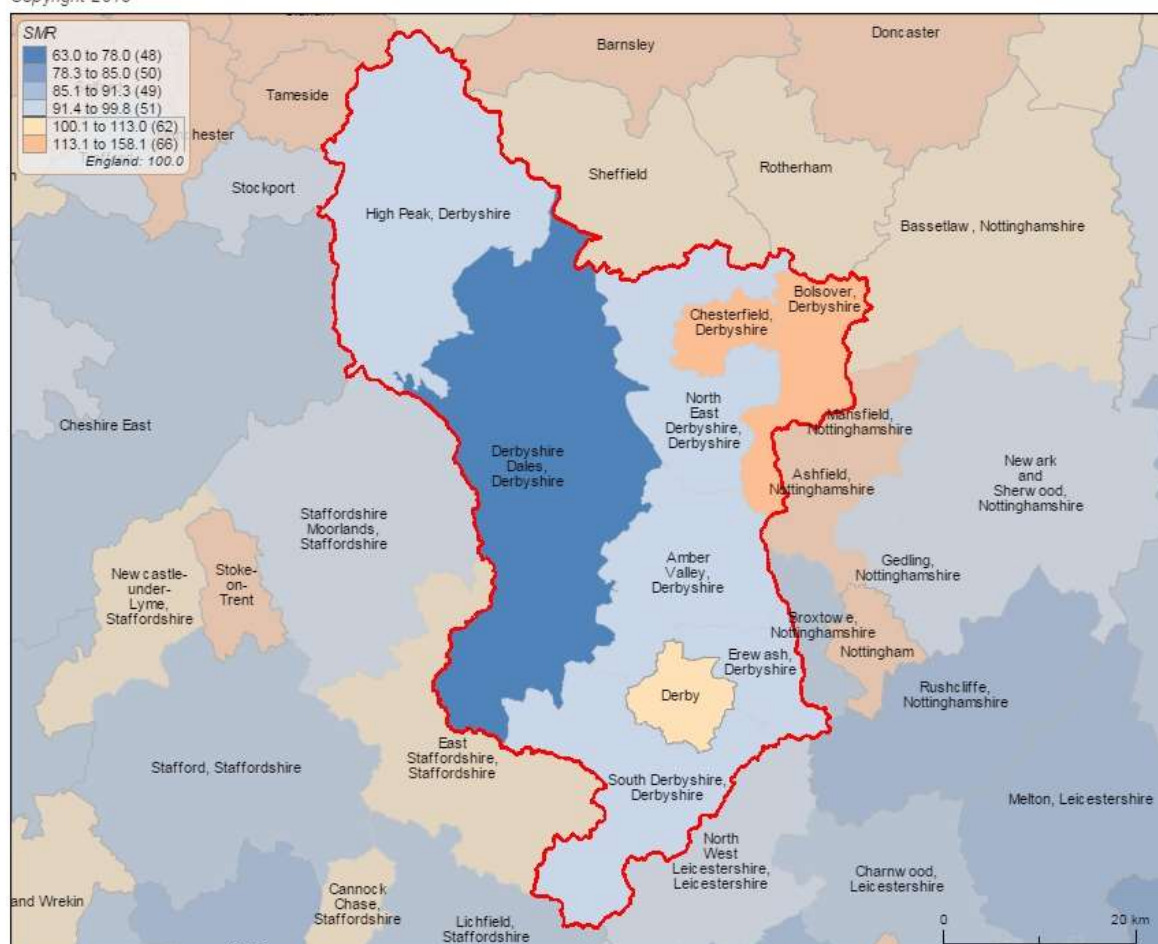 SMR
63.0 to 78.0 (48)
78.3 to 85.0 (50)
85.1 to 91.3 (49)
91.4 to 99.8 (51)
100.1 to 113.0 (62)
113.1 to 158.1 (66)
England: 100.0
hester
Tameside
Stockport
Barnsley
Doncaster
Sheffield
Rotherham
High Peak, Derbyshire
Bassetlaw, Nottinghamshire
Bolsover,
Derbyshire
Chesterfield,
Derbyshire
Cheshire East
North
East
Derbyshire,
Derbyshire
Mansfield,
Nottinghamshire
Derbyshire
Dales,
Derbyshire
Ashfield,
Nottinghamshire
Newark
and
Sherwood,
Nottinghamshire
Staffordshire
Moorlands,
Staffordshire
Newcastle-
under-
Lyme,
Staffordshire
Stoke-
on-
Trent
Amber
Valley,
Derbyshire
Gedling,
Nottinghamshire
Broxtowe,
Nottinghamshire
Nottingham
Erewash,
Derbyshire
Derby
Rushcliffe,
Nottinghamshire
East
Staffordshire,
Staffordshire
Stafford, Staffordshire
South Derbyshire,
Derbyshire
Melton, Leicestershire
North
West
Leicestershire,
Leicestershire
Charnwood,
Leicestershire
and Wrekin
Cannock
Chase,
Staffordshire
Lichfield,
Staffordshire
0 20 km